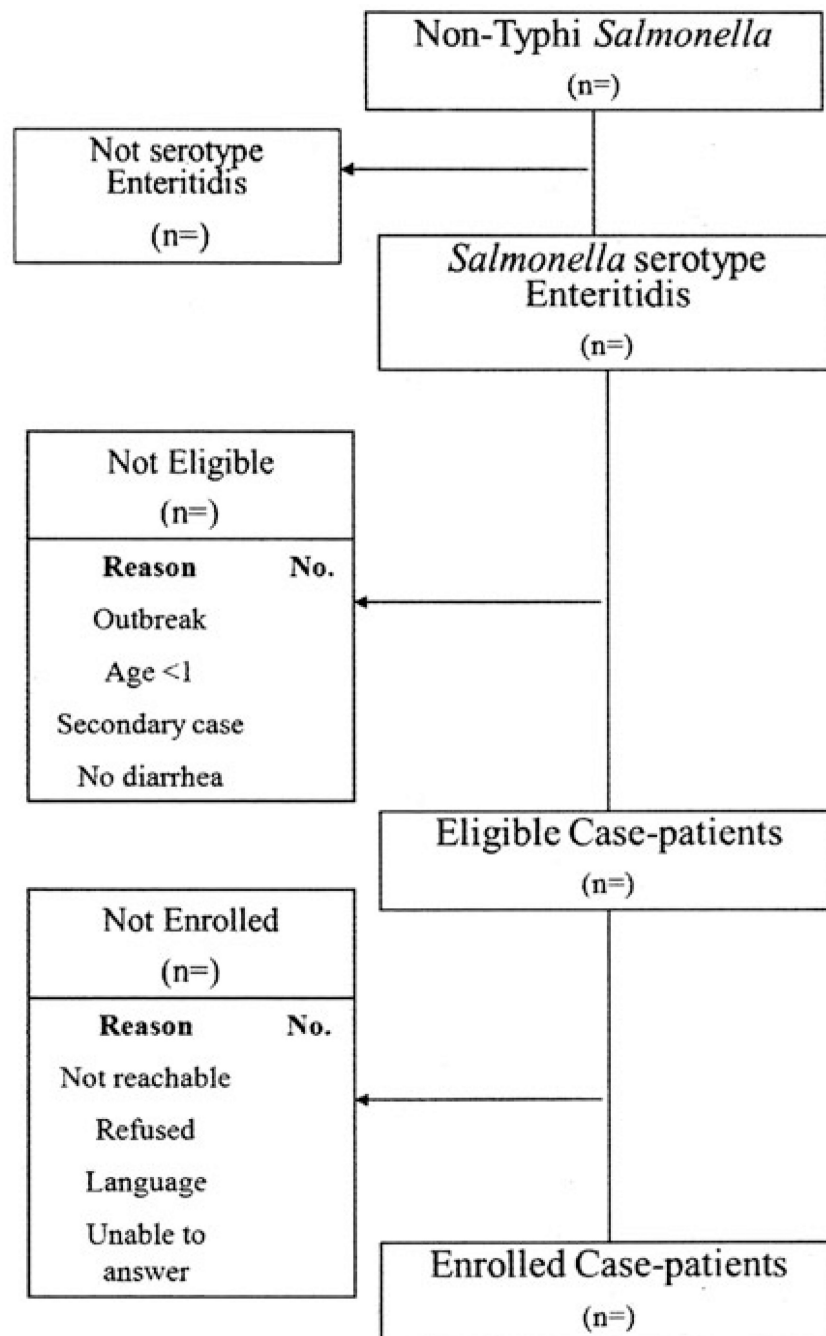 Non-Typhi Salmonella
(n=)
Not serotype
Enteritidis
(n=)
Salmonella serotype
Enteritidis
(n=)
Not Eligible
(n=)
Reason No.
Outbreak
Age <1
Secondary case
No diarrhea
Eligible Case-patients
(n=)
Not Enrolled
(n=)
Reason No.
Not reachable
Refused
Language
Unable to
answer
Enrolled Case-patients
(n=)